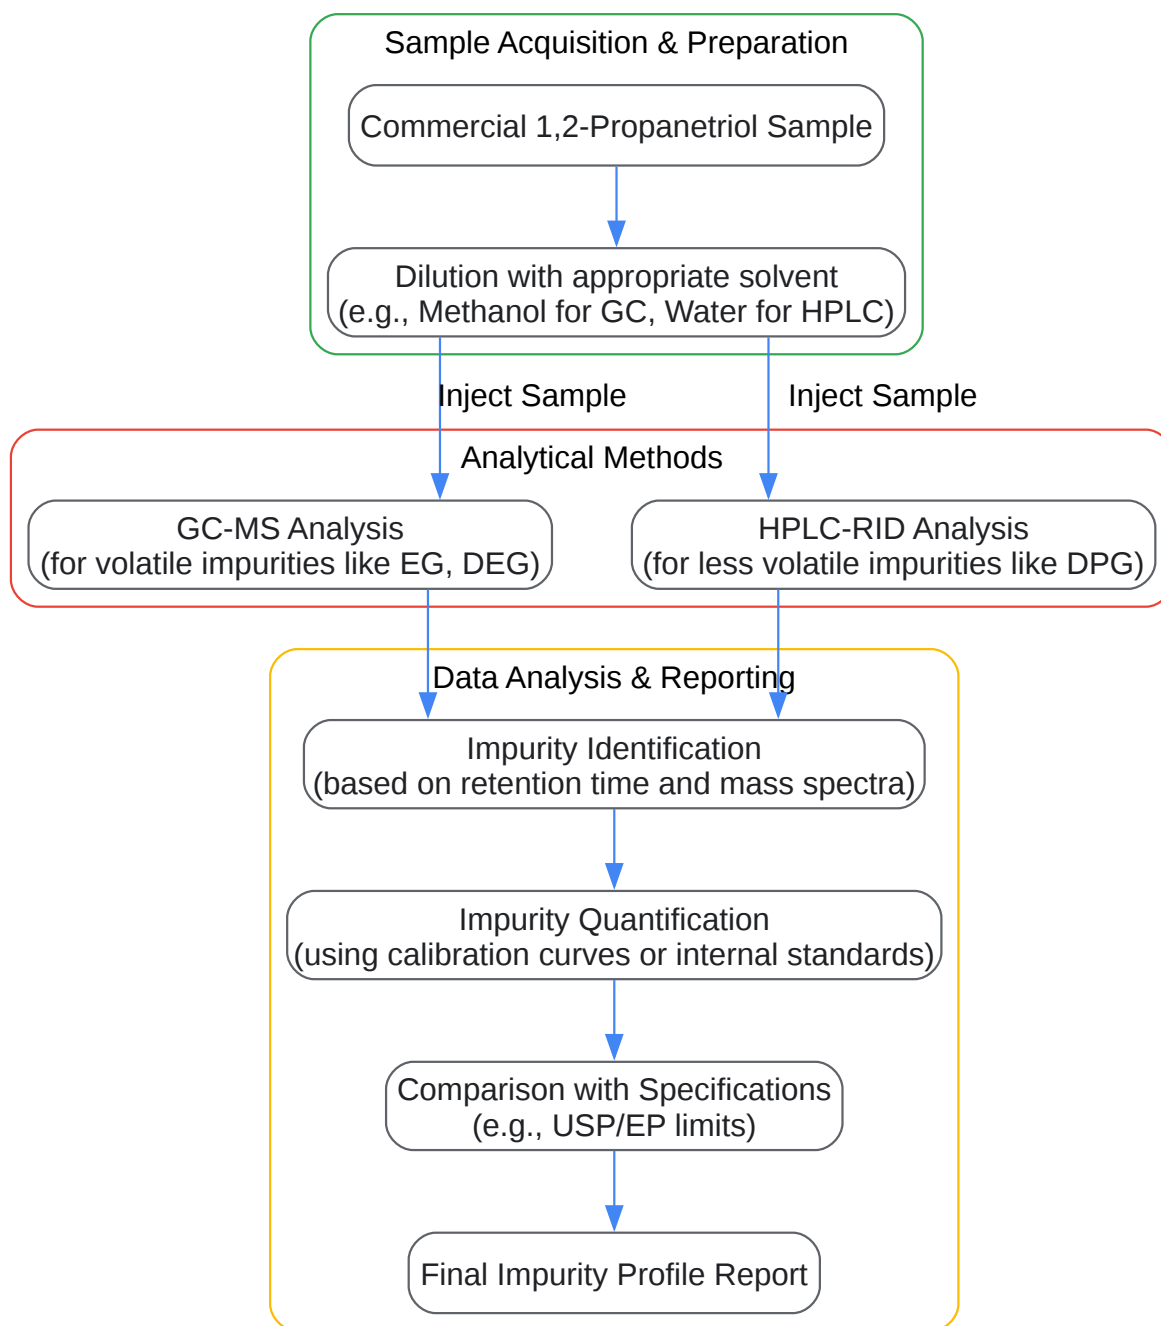 Sample Acquisition & Preparation
Commercial 1,2-Propanetriol Sample
Dilution with appropriate solvent
(e.g., Methanol for GC, Water for HPLC)
Inject Sample
Inject Sample
Analytical Methods
GC-MS Analysis
(for volatile impurities like EG, DEG)
HPLC-RID Analysis
(for less volatile impurities like DPG)
Data Analysis & Reporting
Impurity Identification
(based on retention time and mass spectra)
Impurity Quantification
(using calibration curves or internal standards)
Comparison with Specifications
(e.g., USP/EP limits)
Final Impurity Profile Report